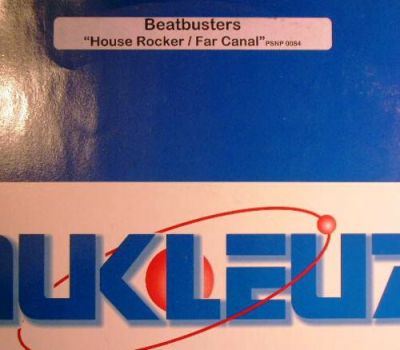 Beatbusters
"House Rocker / Far Canal" PSNP 0084
NUKLEUZ